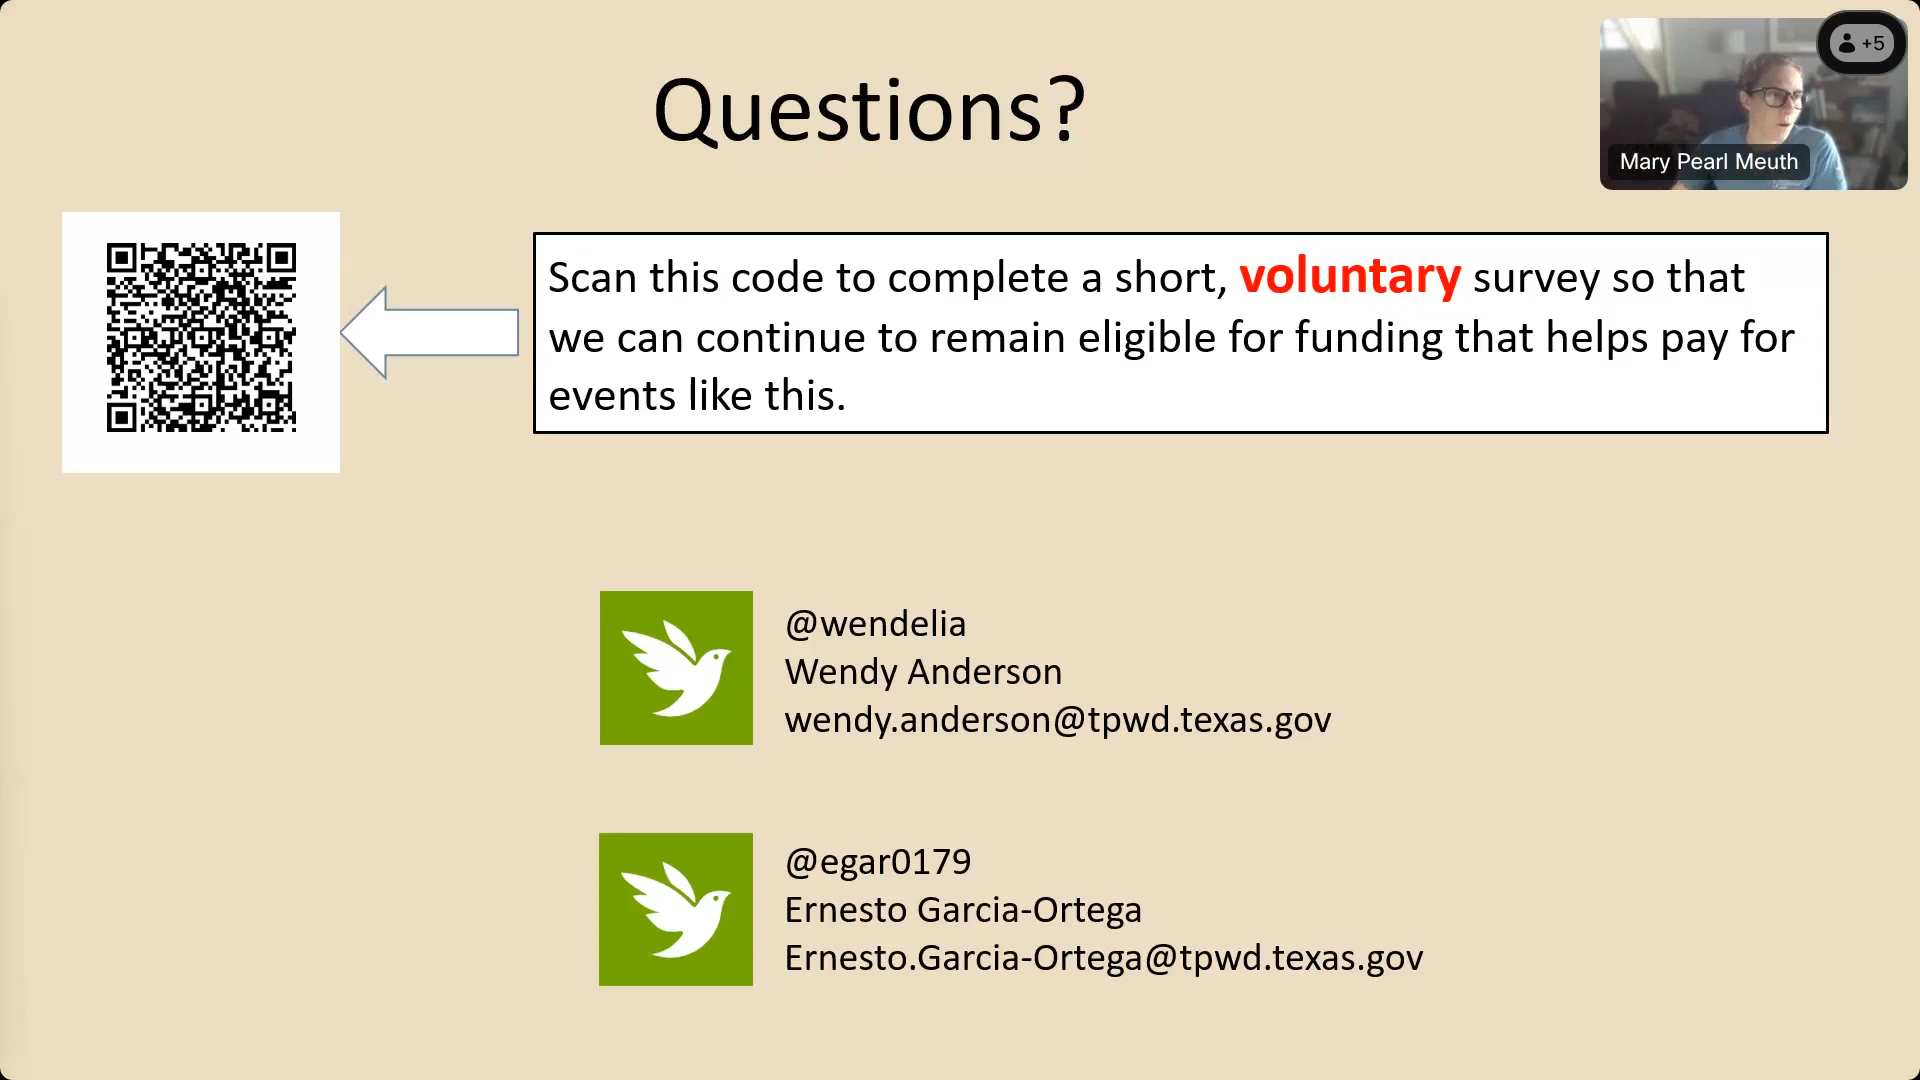 Questions?
+5
Mary Pearl Meuth
Scan this code to complete a short, voluntary survey so that
we can continue to remain eligible for funding that helps pay for
events like this.
@wendelia
Wendy Anderson
wendy.anderson@tpwd.texas.gov
@egar0179
Ernesto Garcia-Ortega
Ernesto.Garcia-Ortega@tpwd.texas.gov